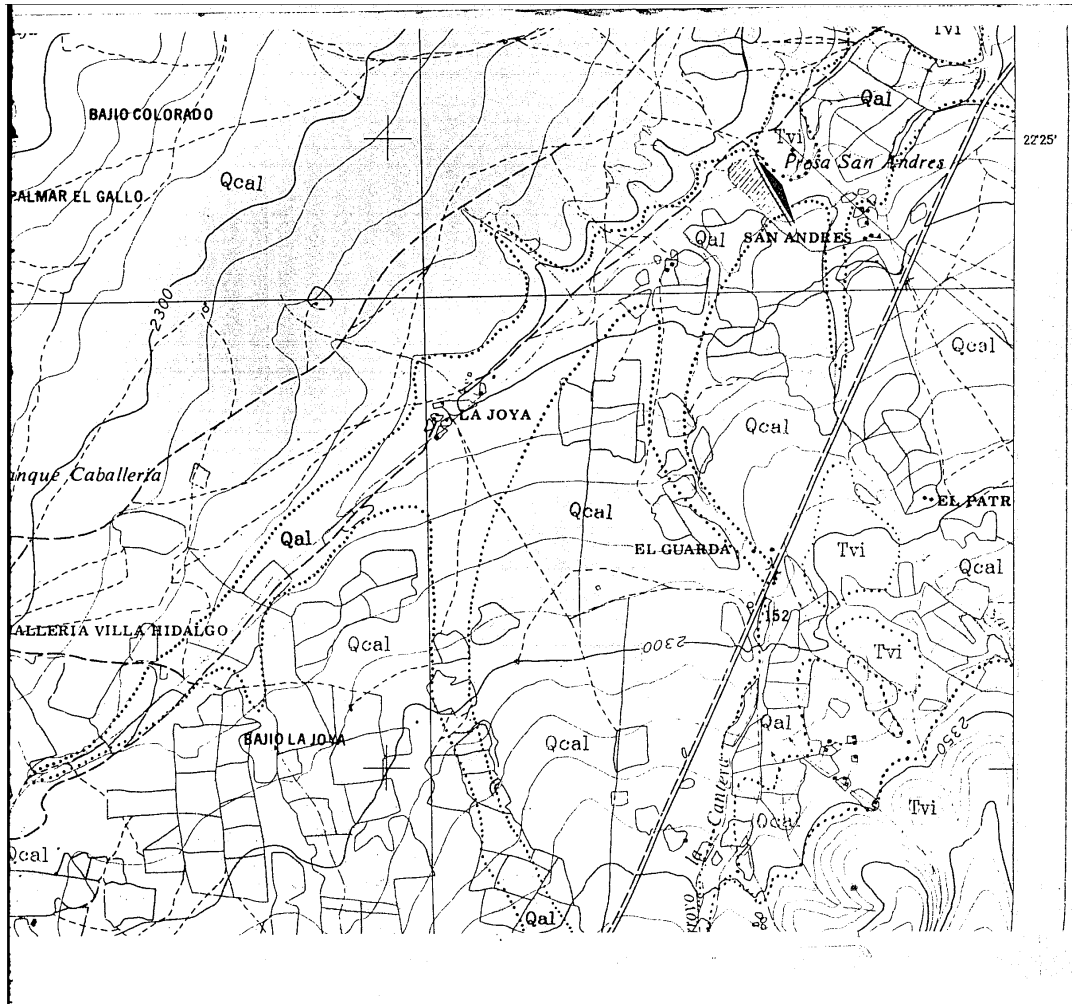 Tvi
BAJIO COLORADO
Qal
22°25'
Tvi
Presa San Andres
Qcal
PALMAR EL GALLO
Qal
SAN ANDRES
2300
Qcal
LA JOYA
Qcal
anque Caballería
EL PATR
Qcal
Qal
EL GUARDA
Tvi
Qcal
152
ALLERIA VILLA HIDALGO
Qcal
2300
Tvi
Qal
2350
BAJIO LA JOYA
Qcal
Tvi
Qcal
Qcal
Arroyo la Cantera
Qal